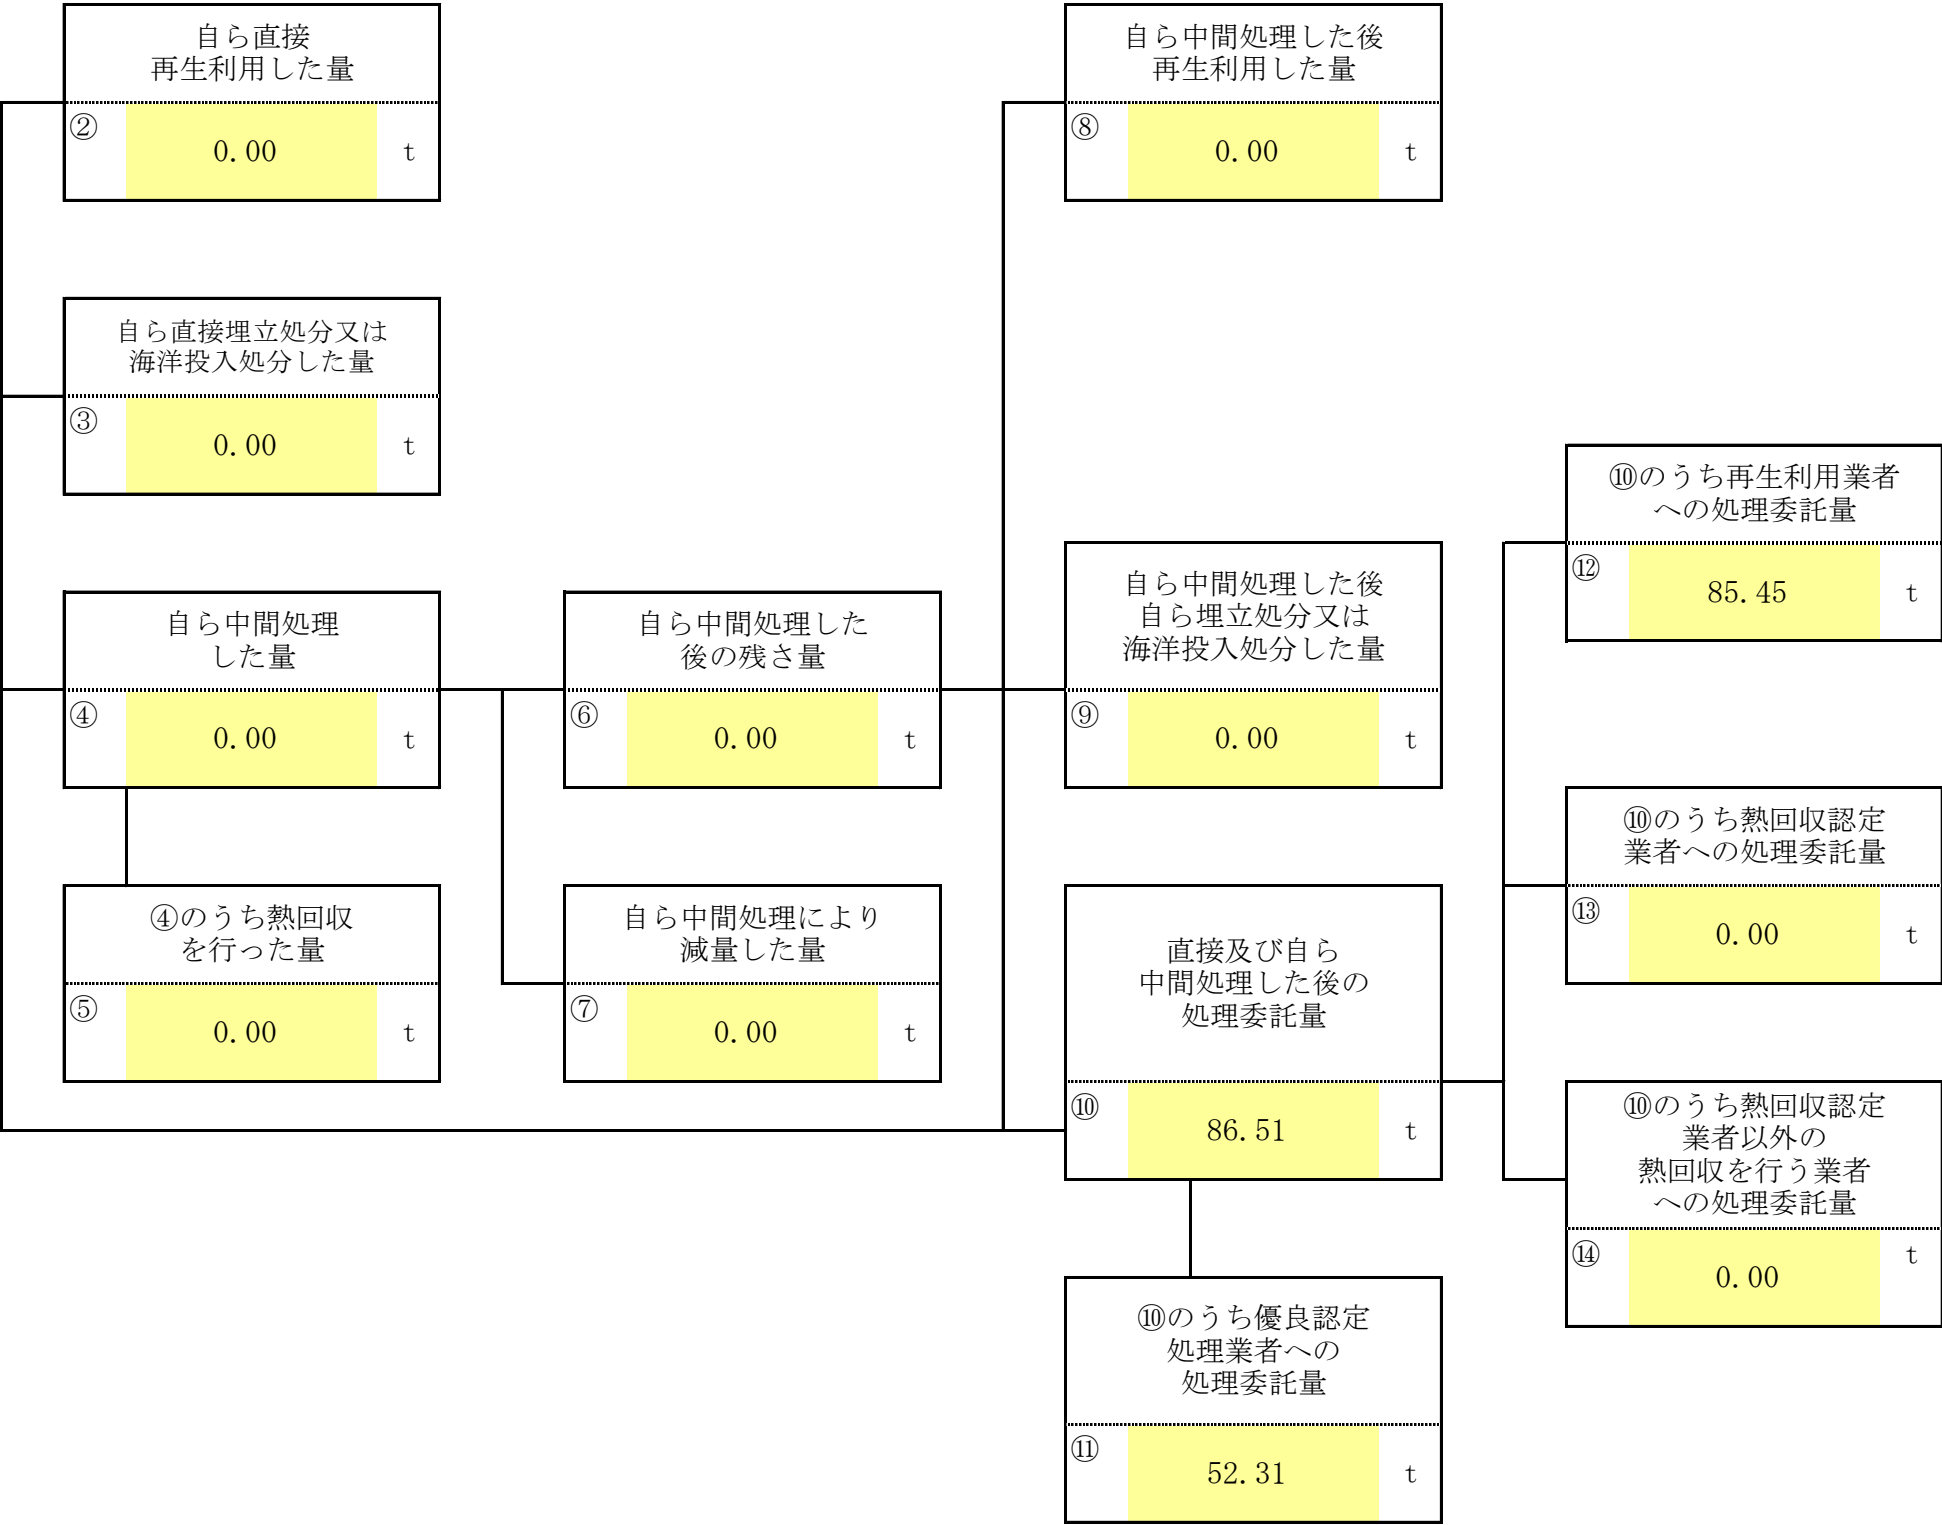 自ら直接
再生利用した量
②
0.00
t
自ら中間処理した後
再生利用した量
⑧
0.00
t
自ら直接埋立処分又は
海洋投入処分した量
③
0.00
t
⑩のうち再生利用業者
への処理委託量
⑫
85.45
t
自ら中間処理
した量
④
0.00
t
自ら中間処理した
後の残さ量
⑥
0.00
t
自ら中間処理した後
自ら埋立処分又は
海洋投入処分した量
⑨
0.00
t
⑩のうち熱回収認定
業者への処理委託量
⑬
0.00
t
④のうち熱回収
を行った量
⑤
0.00
t
自ら中間処理により
減量した量
⑦
0.00
t
直接及び自ら
中間処理した後の
処理委託量
⑩
86.51
t
⑩のうち熱回収認定
業者以外の
熱回収を行う業者
への処理委託量
⑭
0.00
t
⑩のうち優良認定
処理業者への
処理委託量
⑪
52.31
t